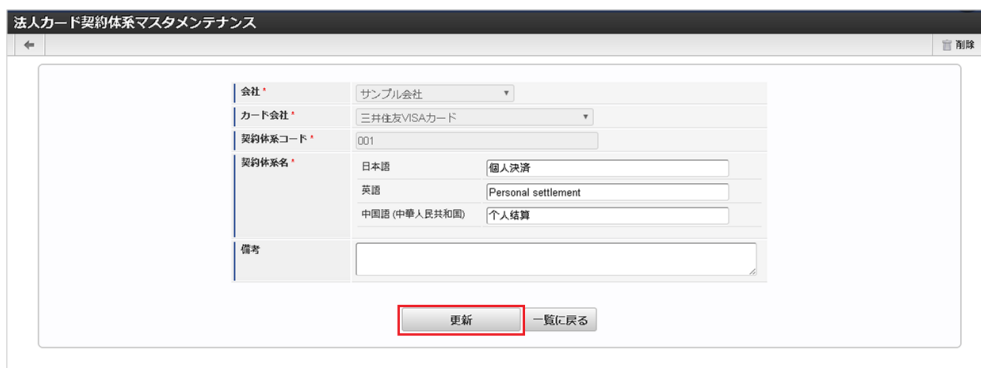 法人カード契約体系マスタメンテナンス
削除
会社* サンプル会社
カード会社* 三井住友VISAカード
契約体系コード* 001
契約体系名* 日本語 個人決済
英語 Personal settlement
中国語 (中華人民共和国) 个人结算
備考
更新 一覧に戻る